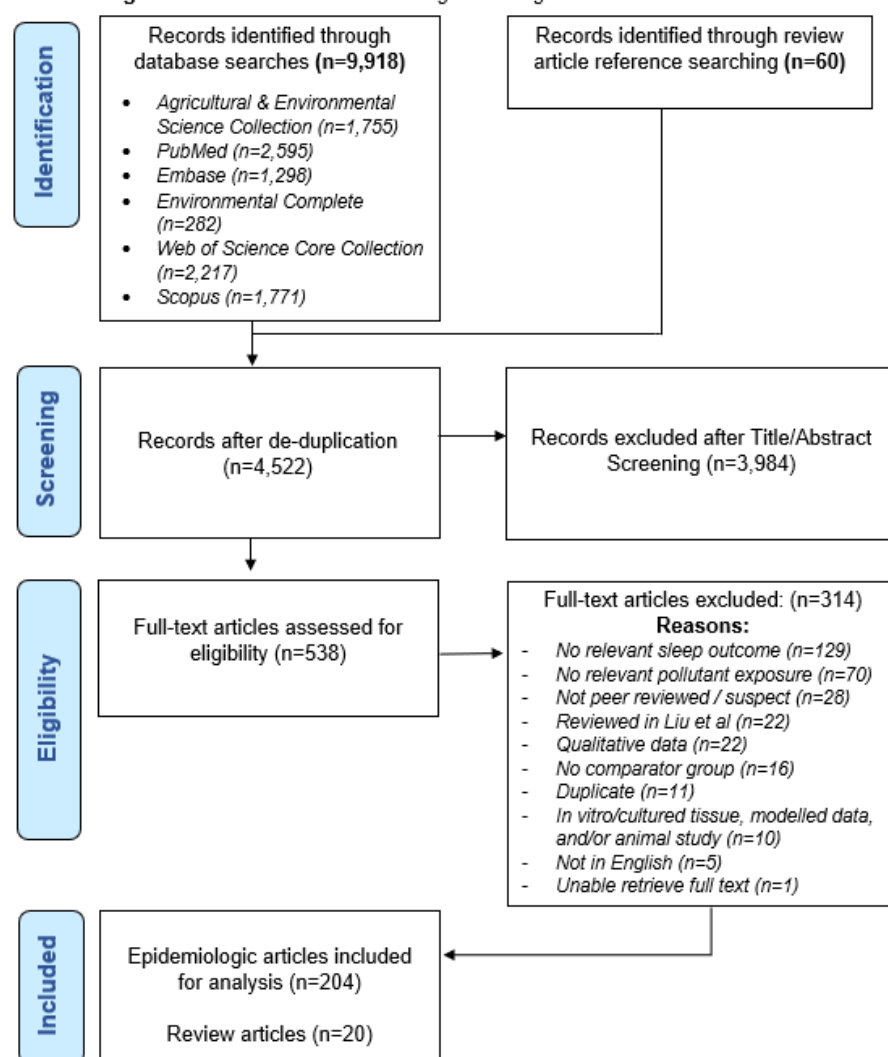 Identification
Records identified through
database searches (n=9,918)
• Agricultural & Environmental
Science Collection (n=1,755)
• PubMed (n=2,595)
• Embase (n=1,298)
• Environmental Complete
(n=282)
• Web of Science Core Collection
(n=2,217)
• Scopus (n=1,771)
Records identified through review
article reference searching (n=60)
Screening
Records after de-duplication
(n=4,522)
Records excluded after Title/Abstract
Screening (n=3,984)
Eligibility
Full-text articles assessed for
eligibility (n=538)
Full-text articles excluded: (n=314)
Reasons:
- No relevant sleep outcome (n=129)
- No relevant pollutant exposure (n=70)
- Not peer reviewed / suspect (n=28)
- Reviewed in Liu et al (n=22)
- Qualitative data (n=22)
- No comparator group (n=16)
- Duplicate (n=11)
- In vitro/cultured tissue, modelled data,
and/or animal study (n=10)
- Not in English (n=5)
- Unable retrieve full text (n=1)
Included
Epidemiologic articles included
for analysis (n=204)
Review articles (n=20)